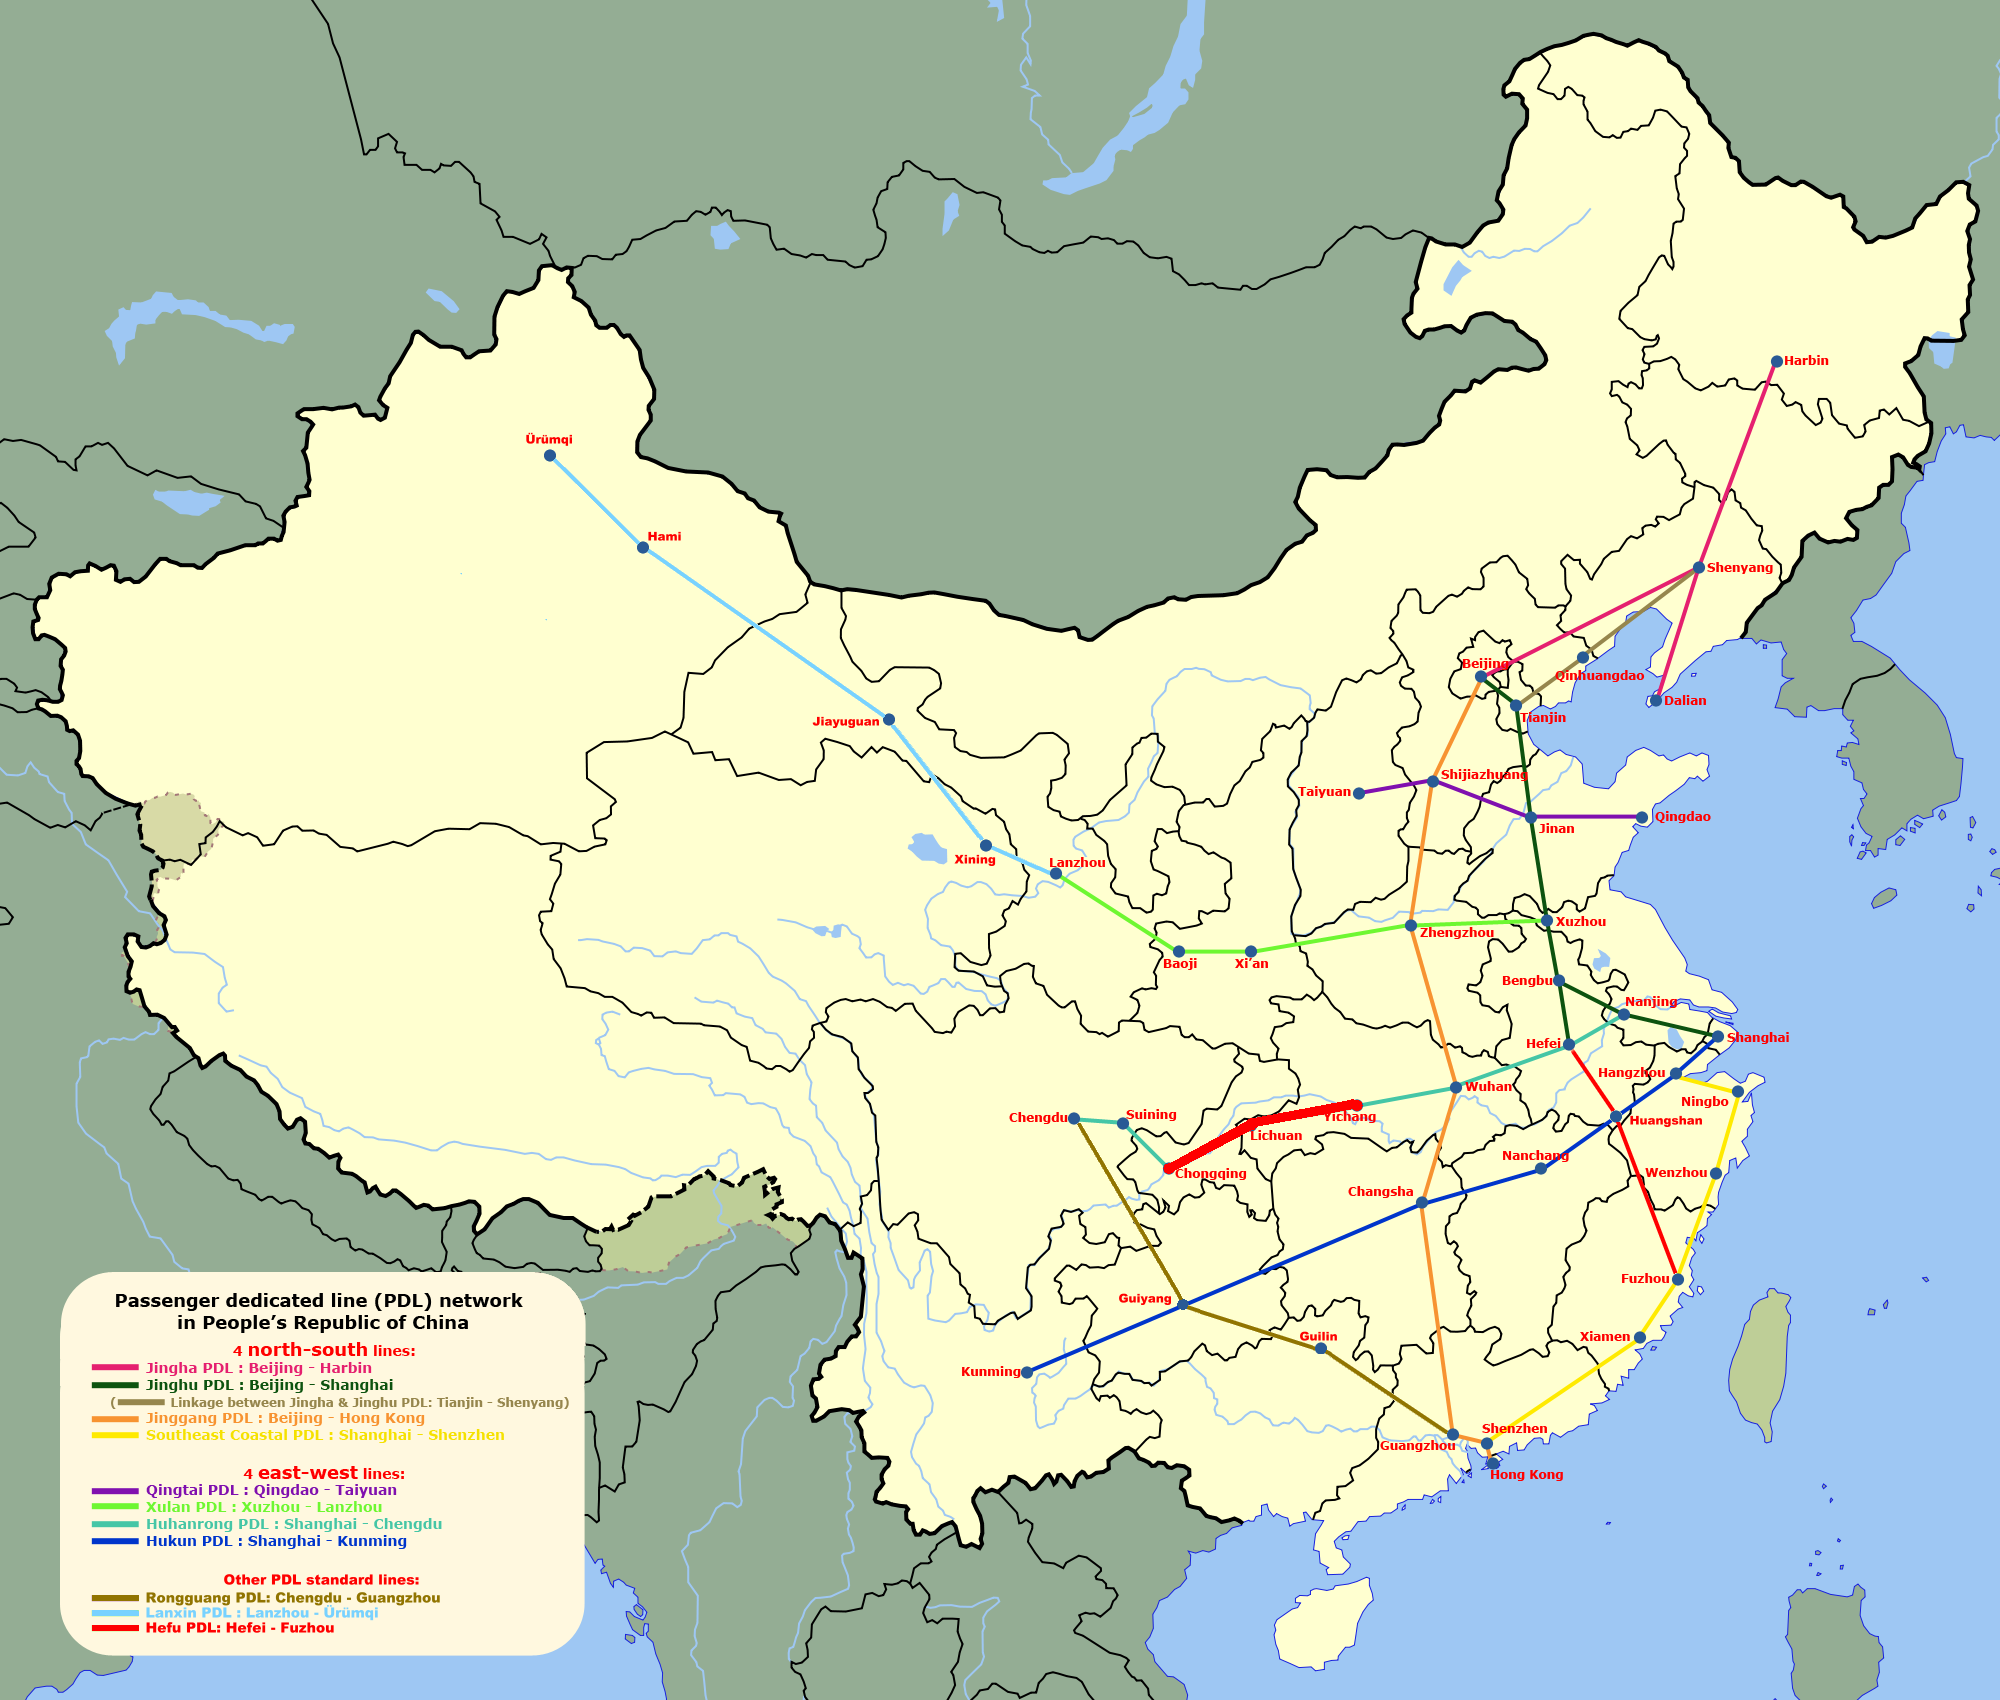 Harbin
Ürümqi
Hami
Shenyang
Beijing
Qinhuangdao
Dalian
Tianjin
Jiayuguan
Shijiazhuang
Taiyuan
Qingdao
Jinan
Xining
Lanzhou
Xuzhou
Zhengzhou
Baoji
Xi'an
Bengbu
Nanjing
Shanghai
Hefei
Hangzhou
Wuhan
Ningbo
Chengdu
Suining
Yichang
Huangshan
Lichuan
Nanchang
Chongqing
Wenzhou
Changsha
Fuzhou
Guiyang
Guilin
Xiamen
Kunming
Shenzhen
Guangzhou
Hong Kong
Passenger dedicated line (PDL) network
in People's Republic of China
4 north-south lines:
Jingha PDL : Beijing - Harbin
Jinghu PDL : Beijing - Shanghai
( Linkage between Jingha & Jinghu PDL: Tianjin - Shenyang)
Jinggang PDL : Beijing - Hong Kong
Southeast Coastal PDL : Shanghai - Shenzhen
4 east-west lines:
Qingtai PDL : Qingdao - Taiyuan
Xulan PDL : Xuzhou - Lanzhou
Huhanrong PDL : Shanghai - Chengdu
Hukun PDL : Shanghai - Kunming
Other PDL standard lines:
Rongguang PDL: Chengdu - Guangzhou
Lanxin PDL : Lanzhou - Ürümqi
Hefu PDL: Hefei - Fuzhou